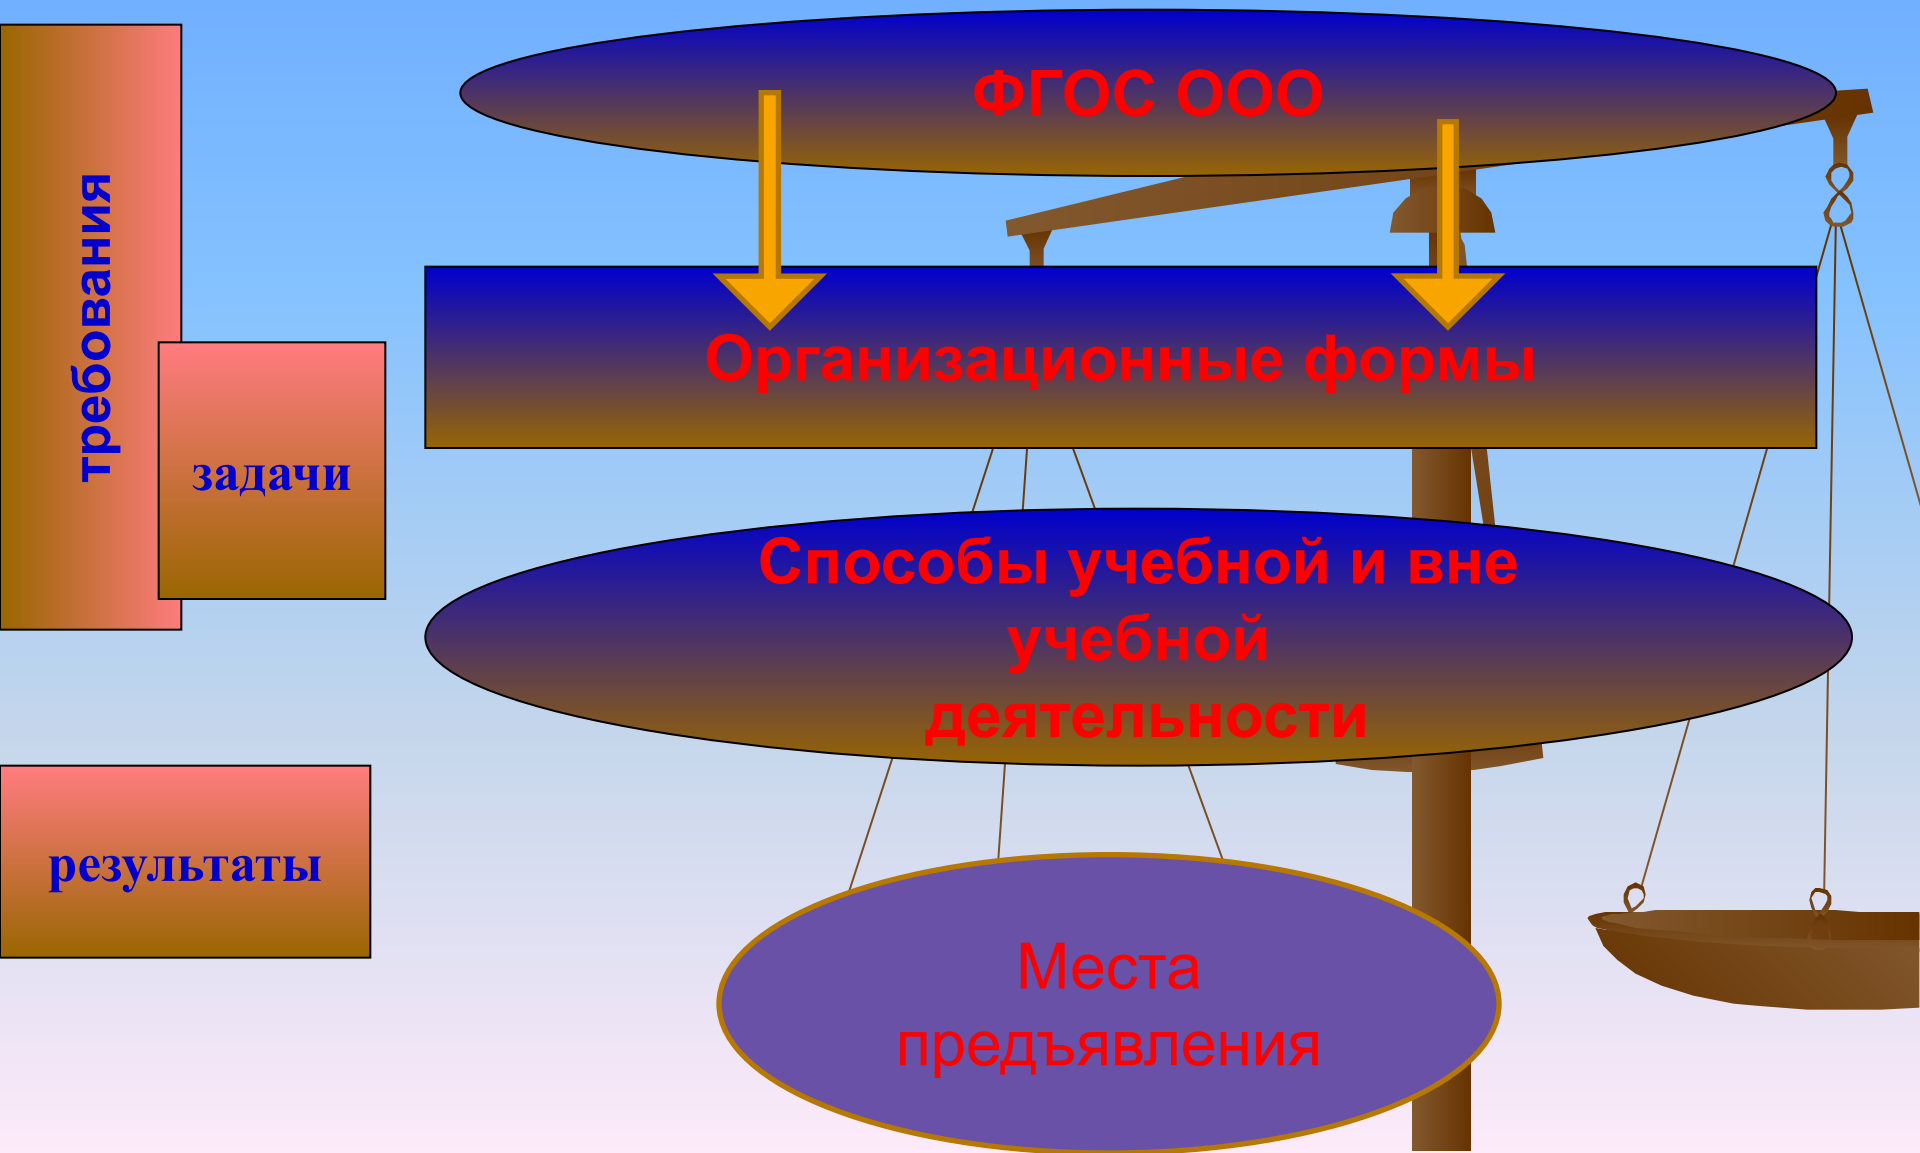 ФГОС ООО
требования
Организационные формы
задачи
Способы учебной и вне
учебной
деятельности
результаты
Места
предъявления